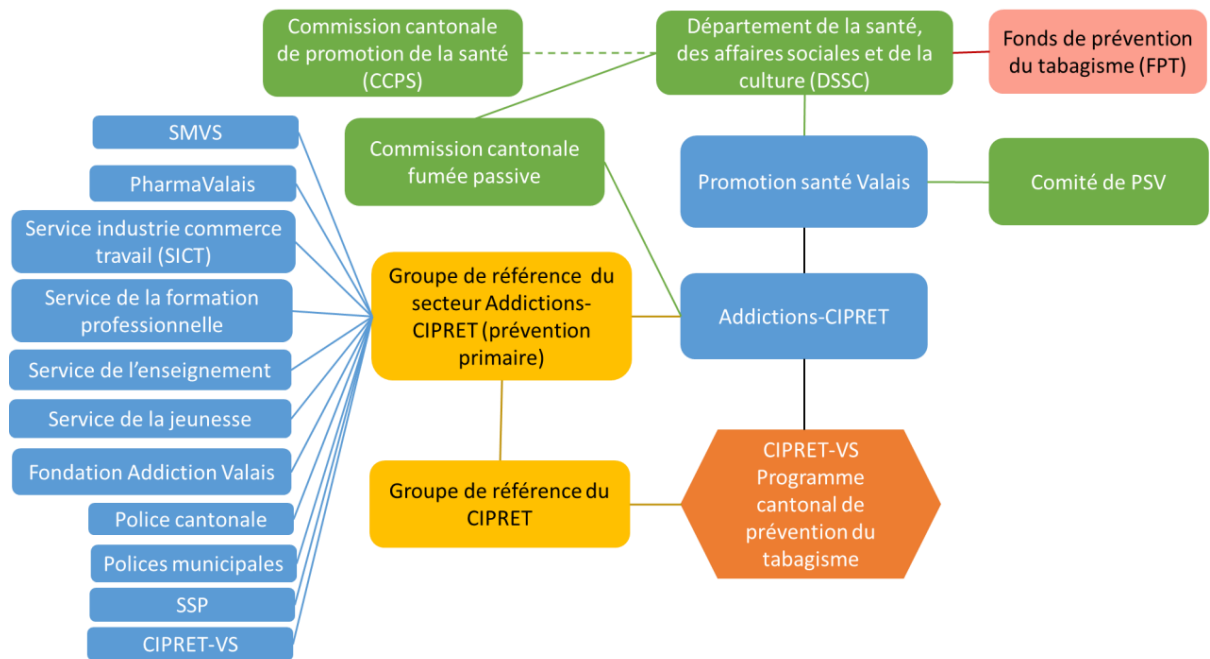 Commission cantonale
de promotion de la santé
(CCPS)
Département de la santé,
des affaires sociales et de la
culture (DSSC)
Fonds de prévention
du tabagisme (FPT)
SMVS
PharmaValais
Service industrie commerce
travail (SICT)
Service de la formation
professionnelle
Service de l'enseignement
Service de la jeunesse
Fondation Addiction Valais
Police cantonale
Polices municipales
SSP
CIPRET-VS
Commission cantonale
fumée passive
Promotion santé Valais
Comité de PSV
Groupe de référence du
secteur Addictions-
CIPRET (prévention
primaire)
Addictions-CIPRET
Groupe de référence du
CIPRET
CIPRET-VS
Programme
cantonal de
prévention du
tabagisme